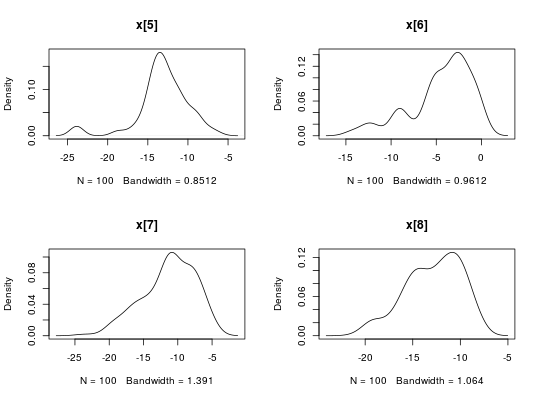 x[5]
x[6]
Density
0.00
0.10
-25
-20
-15
-10
-5
N = 100   Bandwidth = 0.8512
Density
0.00
0.06
0.12
-15
-10
-5
0
N = 100   Bandwidth = 0.9612
x[7]
x[8]
Density
0.00
0.04
0.08
-25
-20
-15
-10
-5
N = 100   Bandwidth = 1.391
Density
0.00
0.06
0.12
-20
-15
-10
-5
N = 100   Bandwidth = 1.064